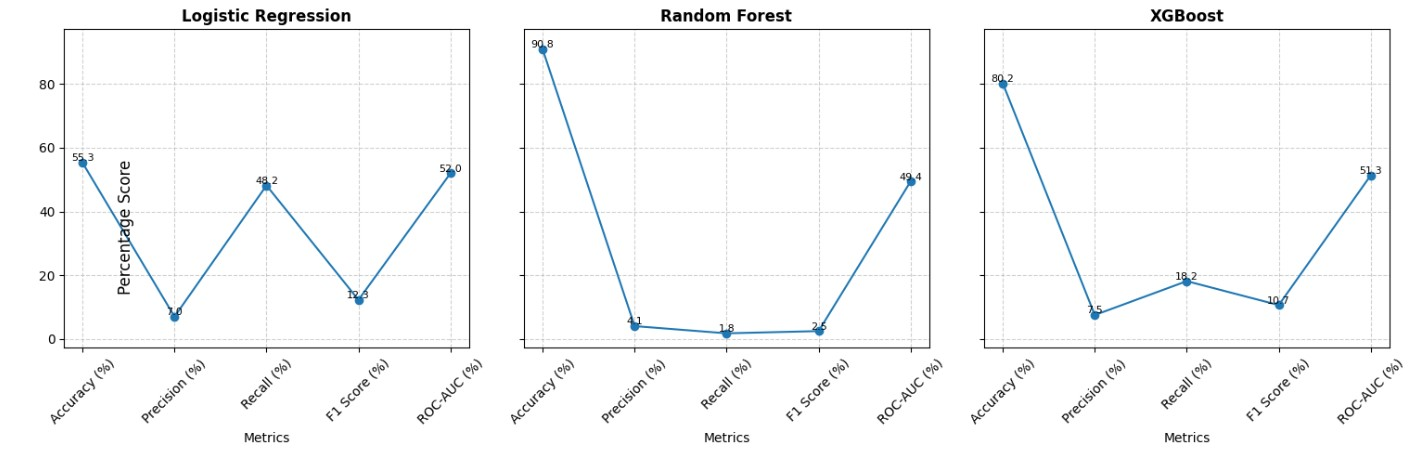 Logistic Regression
Percentage Score
80
60
40
20
0
55.3
7.0
48.2
12.3
52.0
Accuracy (%)
Precision (%)
Recall (%)
F1 Score (%)
ROC-AUC (%)
Metrics
Random Forest
90.8
4.1
1.8
2.5
49.4
Accuracy (%)
Precision (%)
Recall (%)
F1 Score (%)
ROC-AUC (%)
Metrics
XGBoost
80.2
7.5
18.2
10.7
51.3
Accuracy (%)
Precision (%)
Recall (%)
F1 Score (%)
ROC-AUC (%)
Metrics